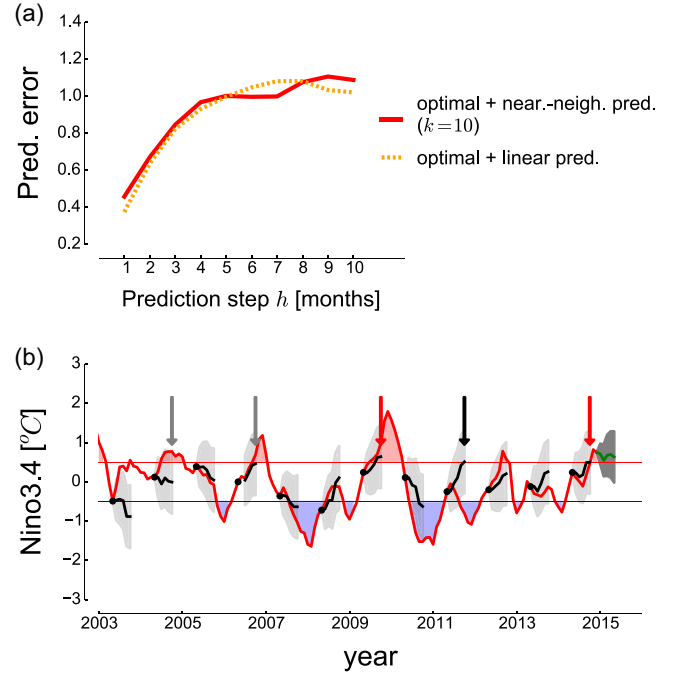 (a)
Pred. error
1.4
1.2
1.0
0.8
0.6
0.4
0.2
1 2 3 4 5 6 7 8 9 10
Prediction step h [months]
optimal + near.-neigh. pred.
(k=10)
optimal + linear pred.
(b)
Nino3.4 [°C]
3
2
1
0
−1
−2
−3
2003 2005 2007 2009 2011 2013 2015
year